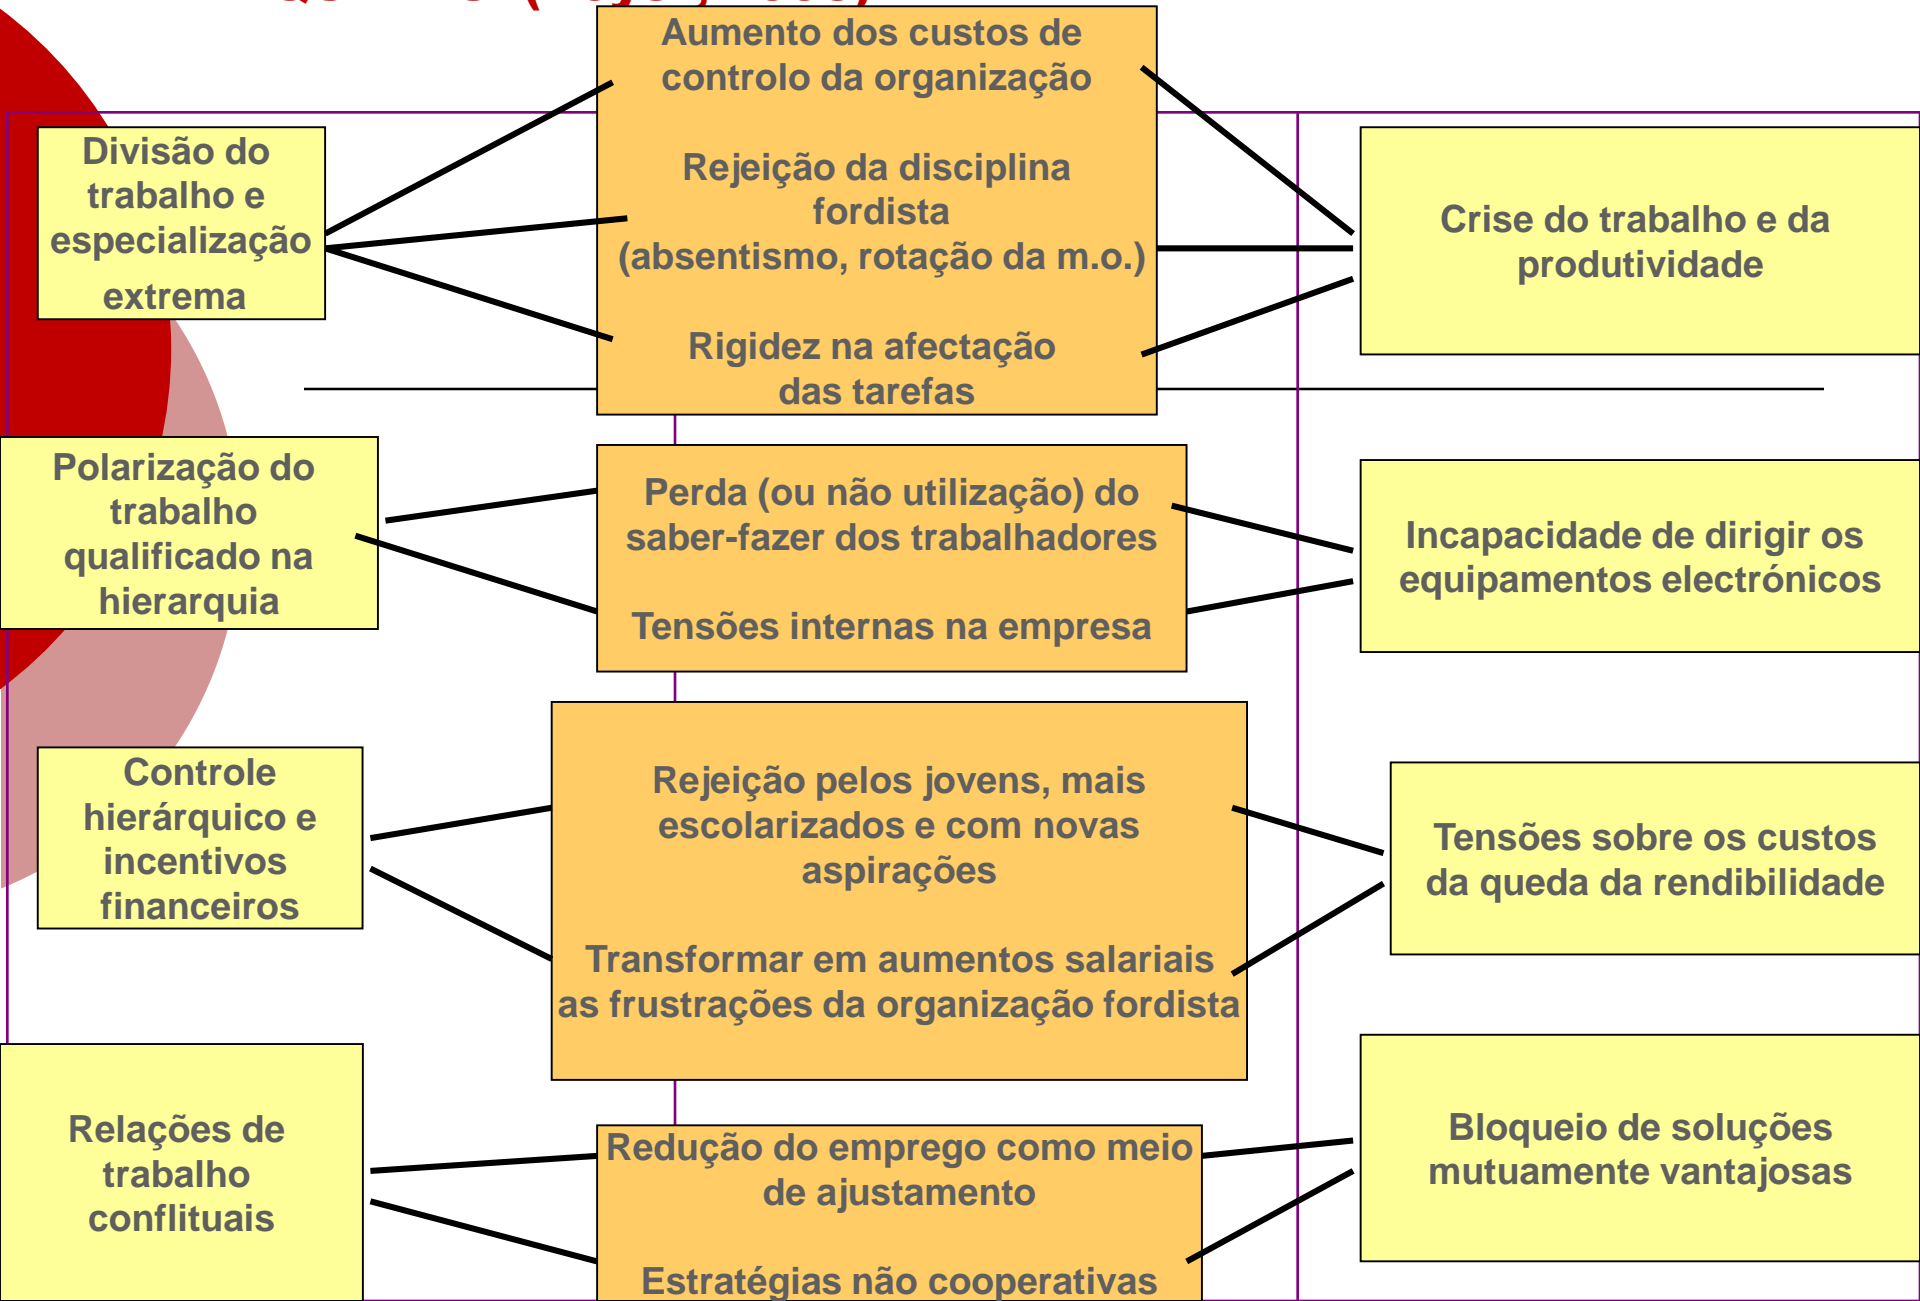 Aumento dos custos de
controlo da organização
Rejeição da disciplina
fordista
(absentismo, rotação da m.o.)
Rigidez na afectação
das tarefas
Divisão do
trabalho e
especialização
extrema
Crise do trabalho e da
produtividade
Polarização do
trabalho
qualificado na
hierarquia
Perda (ou não utilização) do
saber-fazer dos trabalhadores
Tensões internas na empresa
Incapacidade de dirigir os
equipamentos electrónicos
Controle
hierárquico e
incentivos
financeiros
Rejeição pelos jovens, mais
escolarizados e com novas
aspirações
Transformar em aumentos salariais
as frustrações da organização fordista
Tensões sobre os custos
da queda da rendibilidade
Relações de
trabalho
conflituais
Redução do emprego como meio
de ajustamento
Estratégias não cooperativas
Bloqueio de soluções
mutuamente vantajosas